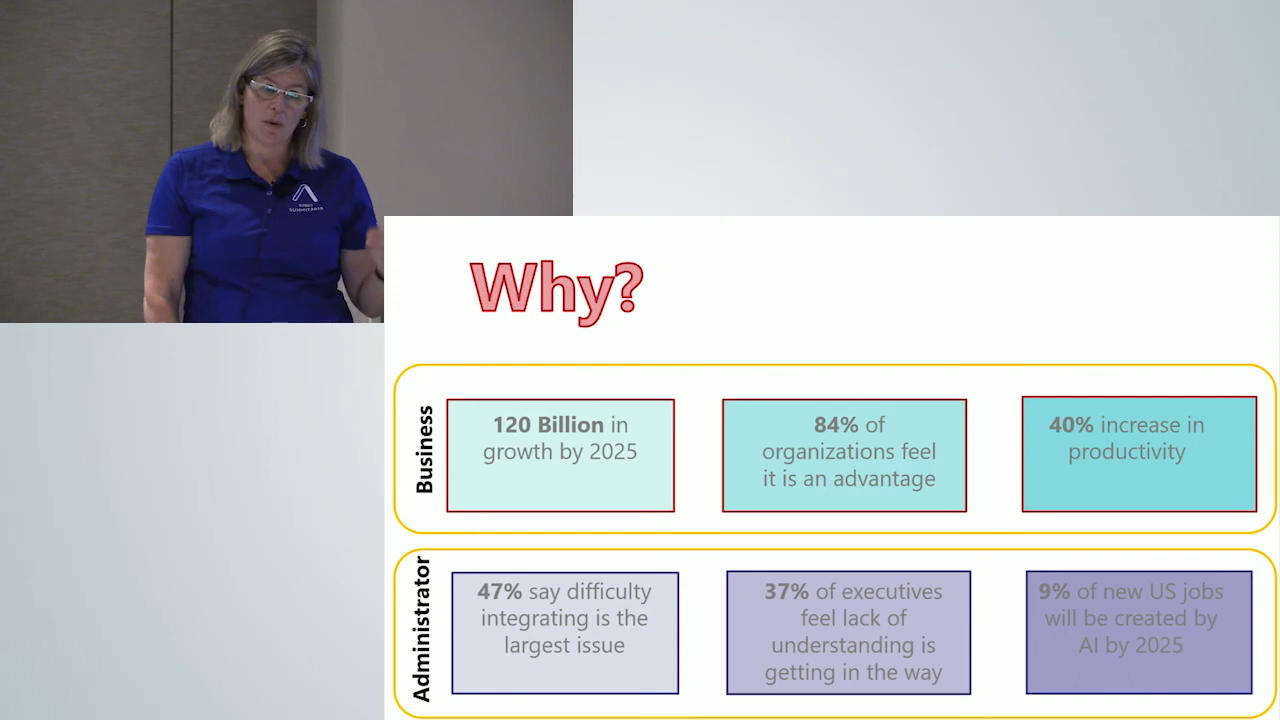 SUMMIT2019
Why?
Business
120 Billion in
growth by 2025
84% of
organizations feel
it is an advantage
40% increase in
productivity
Administrator
47% say difficulty
integrating is the
largest issue
37% of executives
feel lack of
understanding is
getting in the way
9% of new US jobs
will be created by
AI by 2025